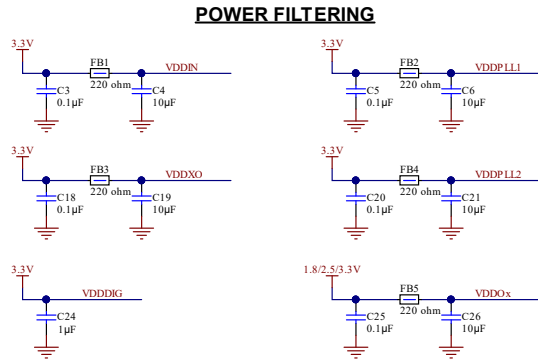 POWER FILTERING
3.3V
FB1
VDDIN
220 ohm
C3
0.1µF
C4
10µF
3.3V
FB2
VDDPLL1
220 ohm
C5
0.1µF
C6
10µF
3.3V
FB3
VDDXO
220 ohm
C18
0.1µF
C19
10µF
3.3V
FB4
VDDPLL2
220 ohm
C20
0.1µF
C21
10µF
3.3V
VDDDIG
C24
1µF
1.8/2.5/3.3V
FB5
VDDOx
220 ohm
C25
0.1µF
C26
10µF